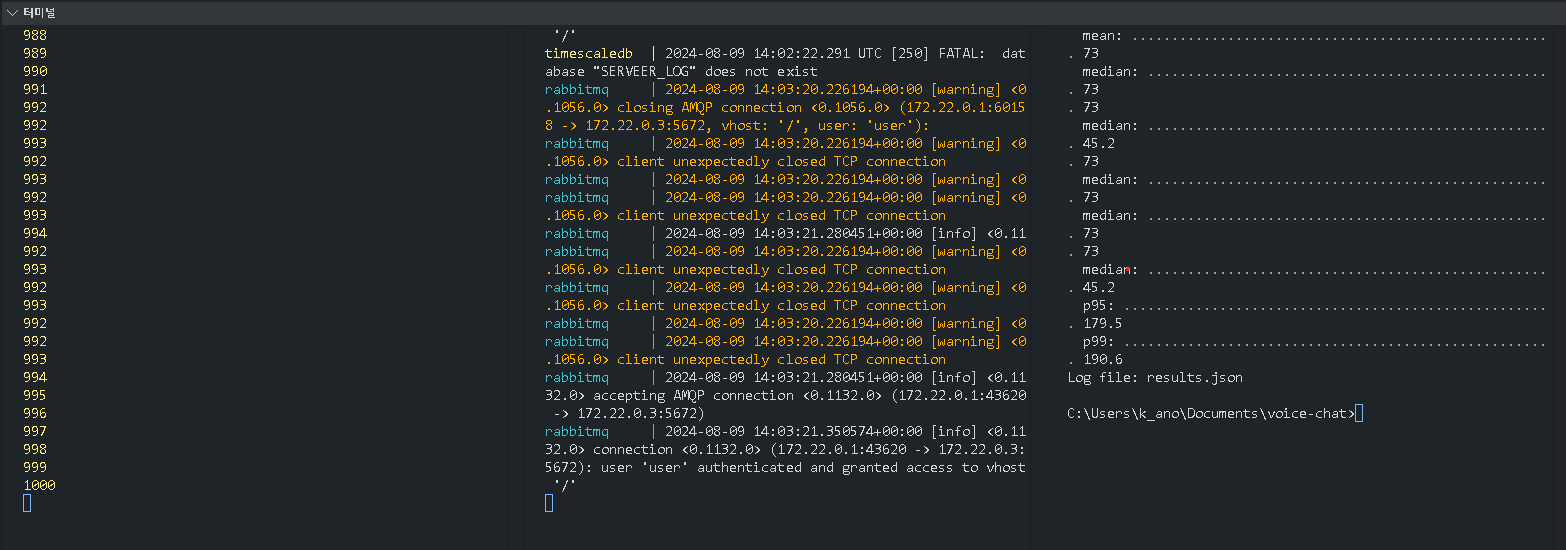 터미널
988
989
990
991
992
992
993
992
993
992
993
994
992
993
992
993
992
992
993
994
995
996
997
998
999
1000
'/'
timescaledb | 2024-08-09 14:02:22.291 UTC [250] FATAL: dat
abase "SERVEER_LOG" does not exist
rabbitmq | 2024-08-09 14:03:20.226194+00:00 [warning] <0
.1056.0> closing AMQP connection <0.1056.0> (172.22.0.1:6015
8 -> 172.22.0.3:5672, vhost: '/', user: 'user'):
rabbitmq | 2024-08-09 14:03:20.226194+00:00 [warning] <0
.1056.0> client unexpectedly closed TCP connection
rabbitmq | 2024-08-09 14:03:20.226194+00:00 [warning] <0
rabbitmq | 2024-08-09 14:03:20.226194+00:00 [warning] <0
.1056.0> client unexpectedly closed TCP connection
rabbitmq | 2024-08-09 14:03:21.280451+00:00 [info] <0.11
rabbitmq | 2024-08-09 14:03:20.226194+00:00 [warning] <0
.1056.0> client unexpectedly closed TCP connection
rabbitmq | 2024-08-09 14:03:20.226194+00:00 [warning] <0
.1056.0> client unexpectedly closed TCP connection
rabbitmq | 2024-08-09 14:03:20.226194+00:00 [warning] <0
rabbitmq | 2024-08-09 14:03:20.226194+00:00 [warning] <0
.1056.0> client unexpectedly closed TCP connection
rabbitmq | 2024-08-09 14:03:21.280451+00:00 [info] <0.11
32.0> accepting AMQP connection <0.1132.0> (172.22.0.1:43620
-> 172.22.0.3:5672)
rabbitmq | 2024-08-09 14:03:21.350574+00:00 [info] <0.11
32.0> connection <0.1132.0> (172.22.0.1:43620 -> 172.22.0.3:
5672): user 'user' authenticated and granted access to vhost
'/'
mean: ....................................................
. 73
median: ..................................................
. 73
. 73
median: ..................................................
. 45.2
. 73
median: ..................................................
. 73
median: ..................................................
. 73
. 73
median: ..................................................
. 45.2
p95: .....................................................
. 179.5
p99: .....................................................
. 190.6
Log file: results.json
C:\Users\k_ano\Documents\voice-chat>